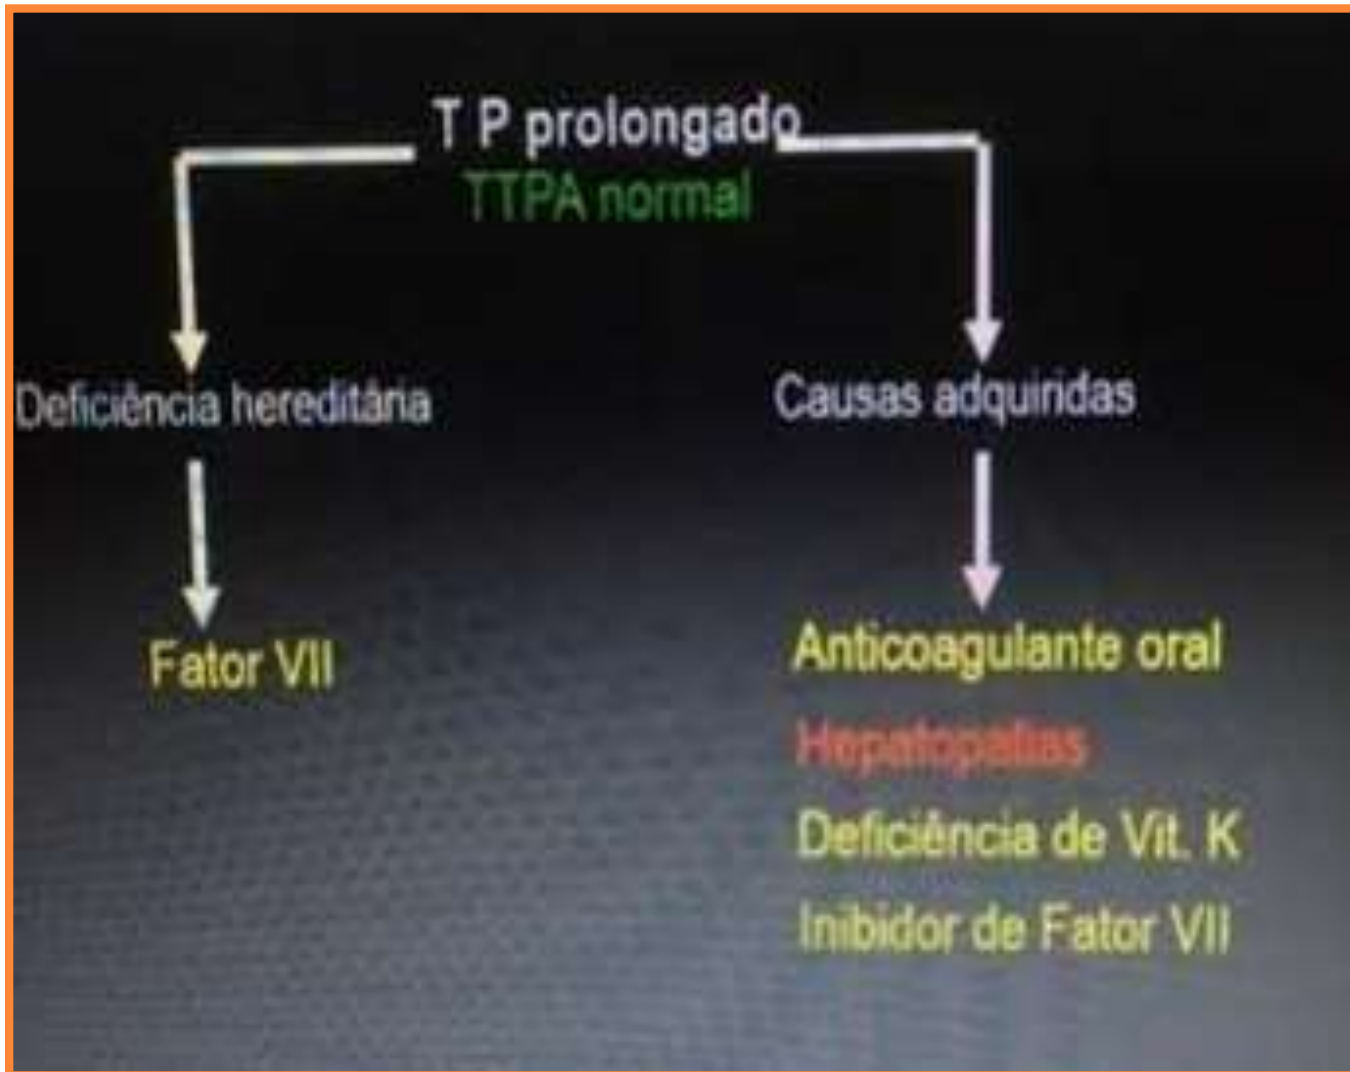 T P prolongado
TTPA normal
Deficiência hereditária
Causas adquiridas
Fator VII
Anticoagulante oral
Hepatopatias
Deficiência de Vit. K
Inibidor de Fator VII